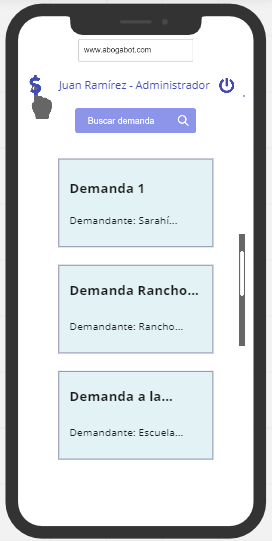 www.abogabot.com
$
Juan Ramírez - Administrador
Buscar demanda
Demanda 1
Demandante: Sarahí...
Demanda Rancho...
Demandante: Rancho...
Demanda a la...
Demandante: Escuela...